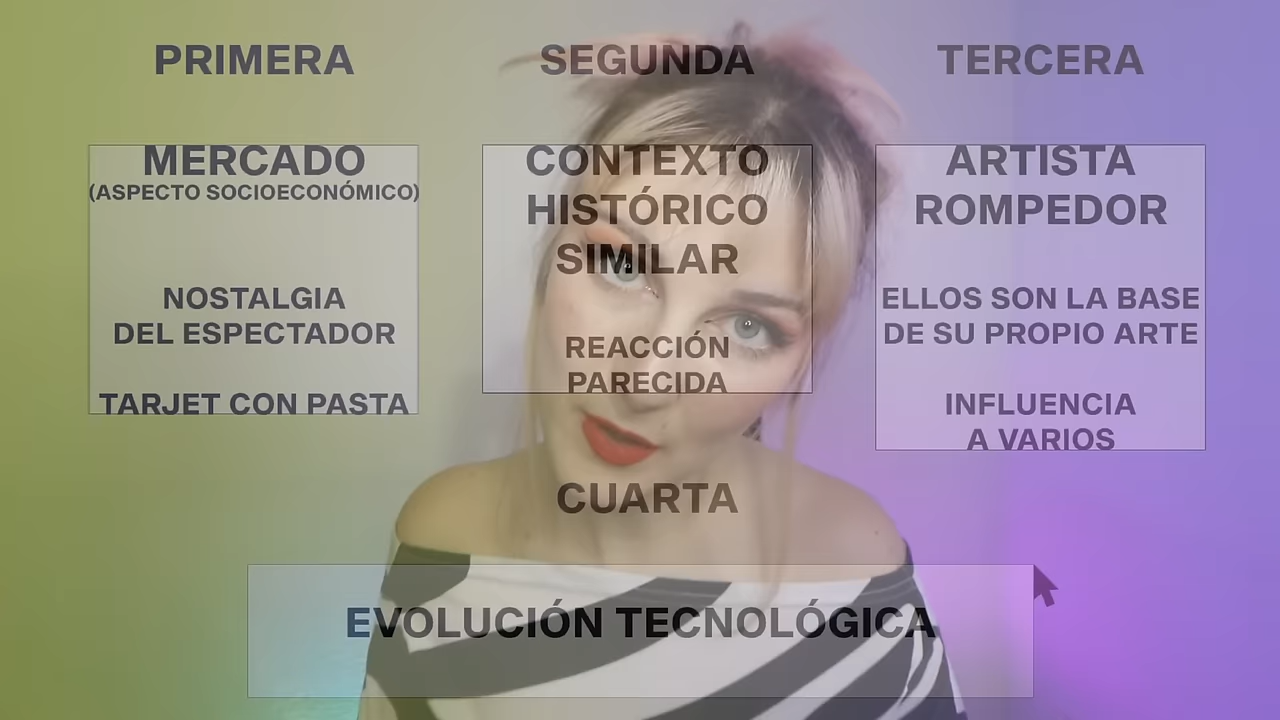 PRIMERA
MERCADO
(ASPECTO SOCIOECONÓMICO)
NOSTALGIA
DEL ESPECTADOR
TARJET CON PASTA
SEGUNDA
CONTEXTO
HISTÓRICO
SIMILAR
REACCIÓN
PARECIDA
TERCERA
ARTISTA
ROMPEDOR
ELLOS SON LA BASE
DE SU PROPIO ARTE
INFLUENCIA
A VARIOS
CUARTA
EVOLUCIÓN TECNOLÓGICA